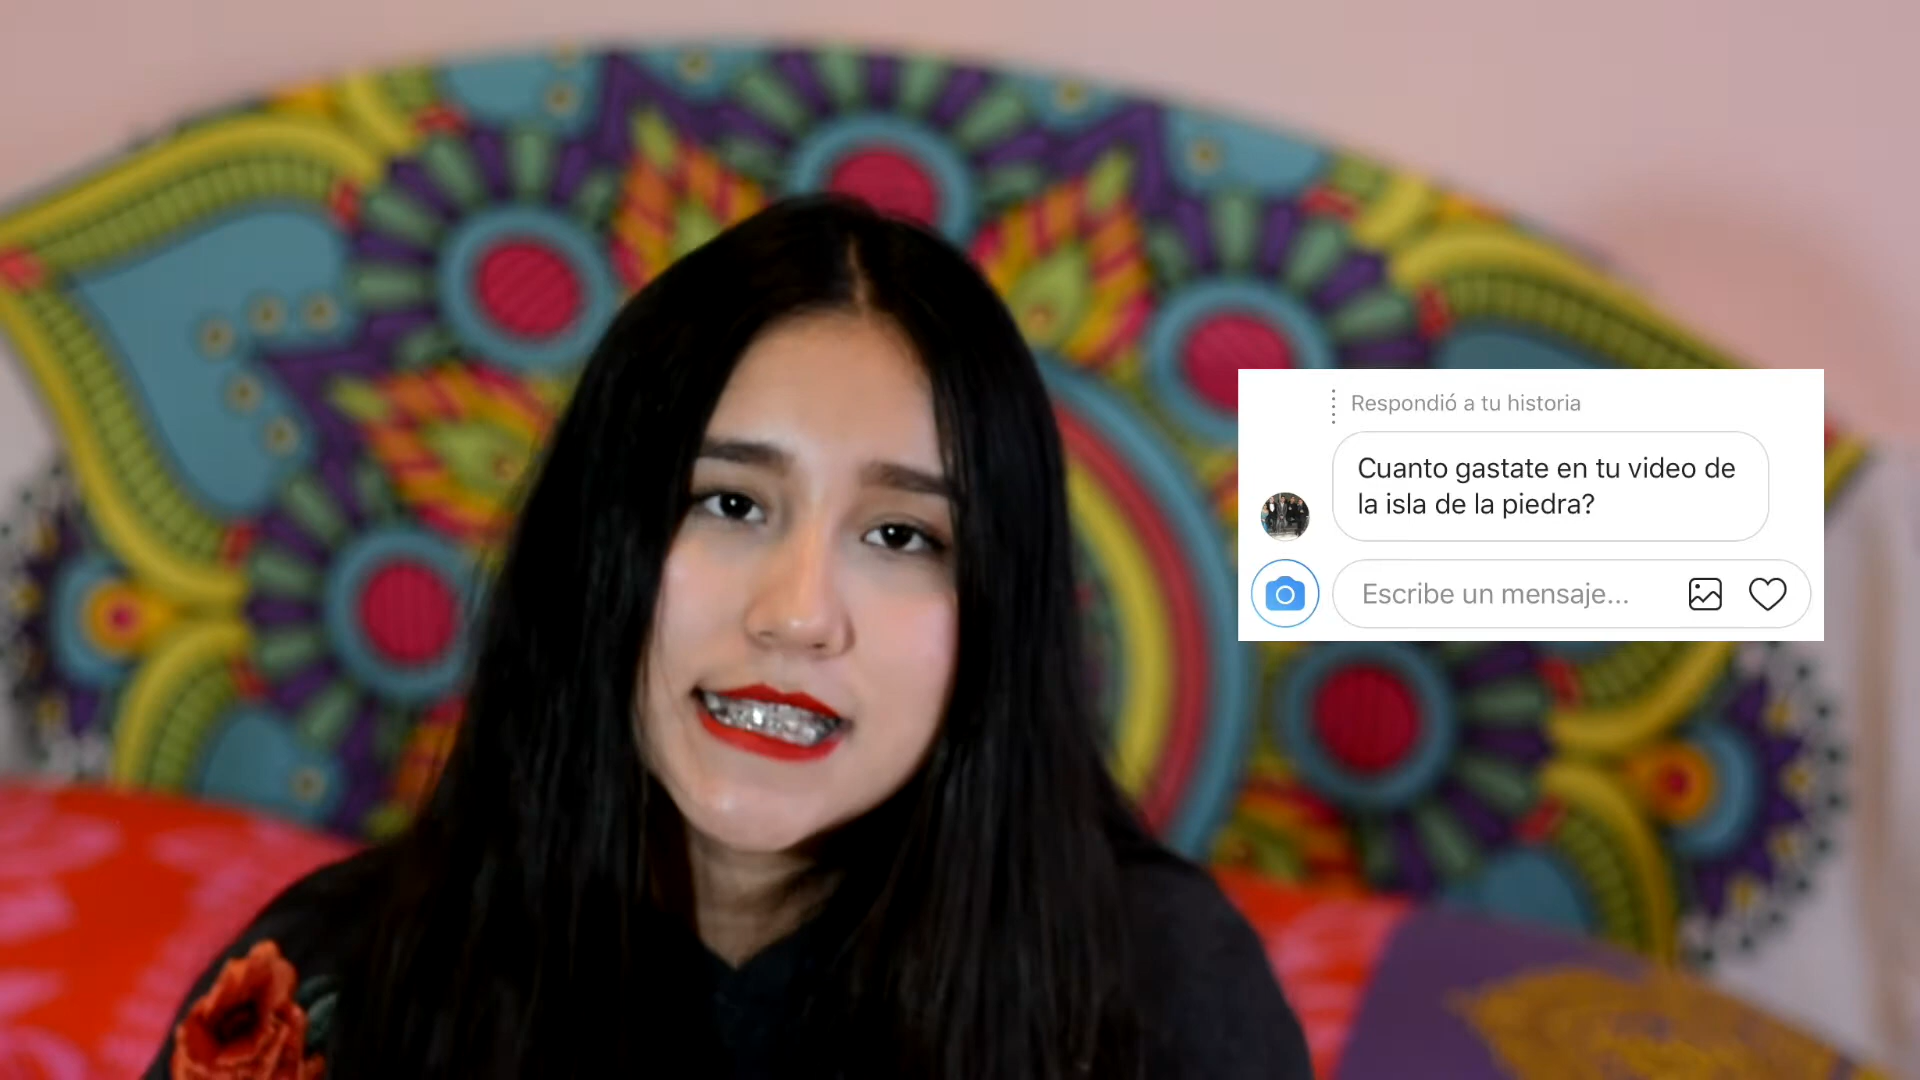 Respondió a tu historia
Cuanto gastate en tu video de
la isla de la piedra?
Escribe un mensaje...